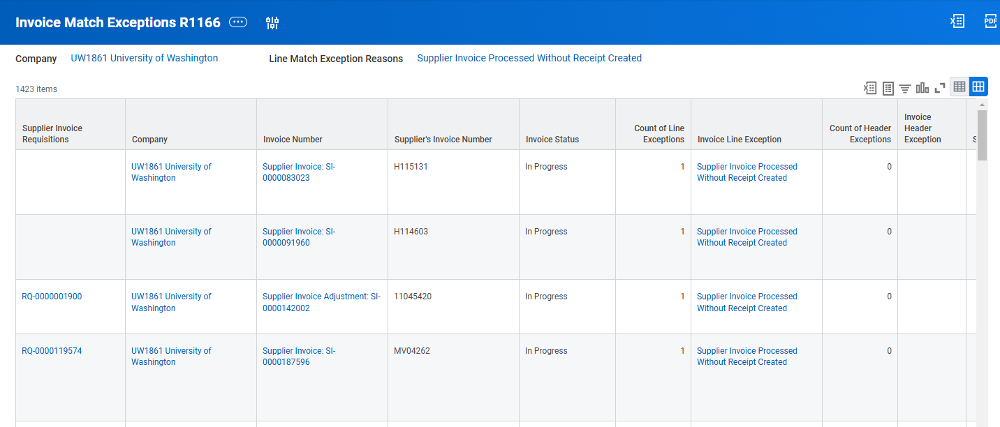 Invoice Match Exceptions R1166
PDF
Company UW1861 University of Washington Line Match Exception Reasons Supplier Invoice Processed Without Receipt Created
1423 items
Supplier Invoice Requisitions
Company
Invoice Number
Supplier's Invoice Number
Invoice Status
Count of Line Exceptions
Invoice Line Exception
Count of Header Exceptions
Invoice Header Exception
UW1861 University of
Washington
Supplier Invoice: SI-
0000083023
H115131
In Progress
1
Supplier Invoice Processed
Without Receipt Created
0
UW1861 University of
Washington
Supplier Invoice: SI-
0000091960
H114603
In Progress
1
Supplier Invoice Processed
Without Receipt Created
0
RQ-0000001900
UW1861 University of
Washington
Supplier Invoice Adjustment: SI-
0000142002
11045420
In Progress
1
Supplier Invoice Processed
Without Receipt Created
0
RQ-0000119574
UW1861 University of
Washington
Supplier Invoice: SI-
0000187596
MV04262
In Progress
1
Supplier Invoice Processed
Without Receipt Created
0